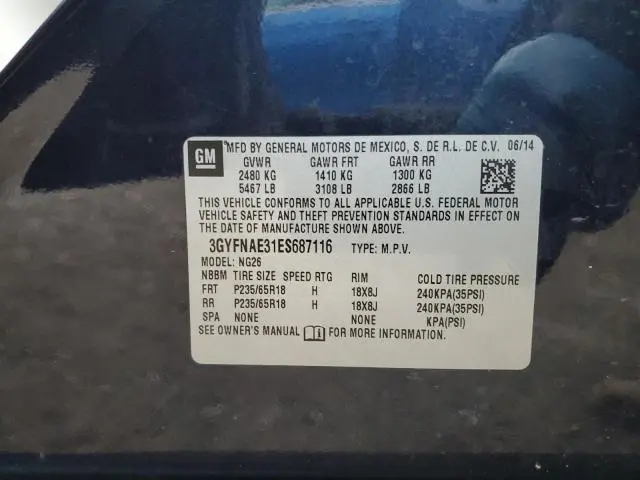 GM MFD BY GENERAL MOTORS DE MEXICO, S. DE R.L. DE C.V. 06/14
GVWR GAWR FRT GAWR RR
2480 KG 1410 KG 1300 KG
5467 LB 3108 LB 2866 LB
THIS VEHICLE CONFORMS TO ALL APPLICABLE U.S. FEDERAL MOTOR
VEHICLE SAFETY AND THEFT PREVENTION STANDARDS IN EFFECT ON
THE DATE OF MANUFACTURE SHOWN ABOVE.
3GYFNAE31ES687116 TYPE: M.P.V.
MODEL: NG26
NBBM TIRE SIZE SPEED RTG RIM COLD TIRE PRESSURE
FRT P235/65R18 H 18X8J 240KPA(35PSI)
RR P235/65R18 H 18X8J 240KPA(35PSI)
SPA NONE NONE KPA(PSI)
SEE OWNER'S MANUAL FOR MORE INFORMATION.